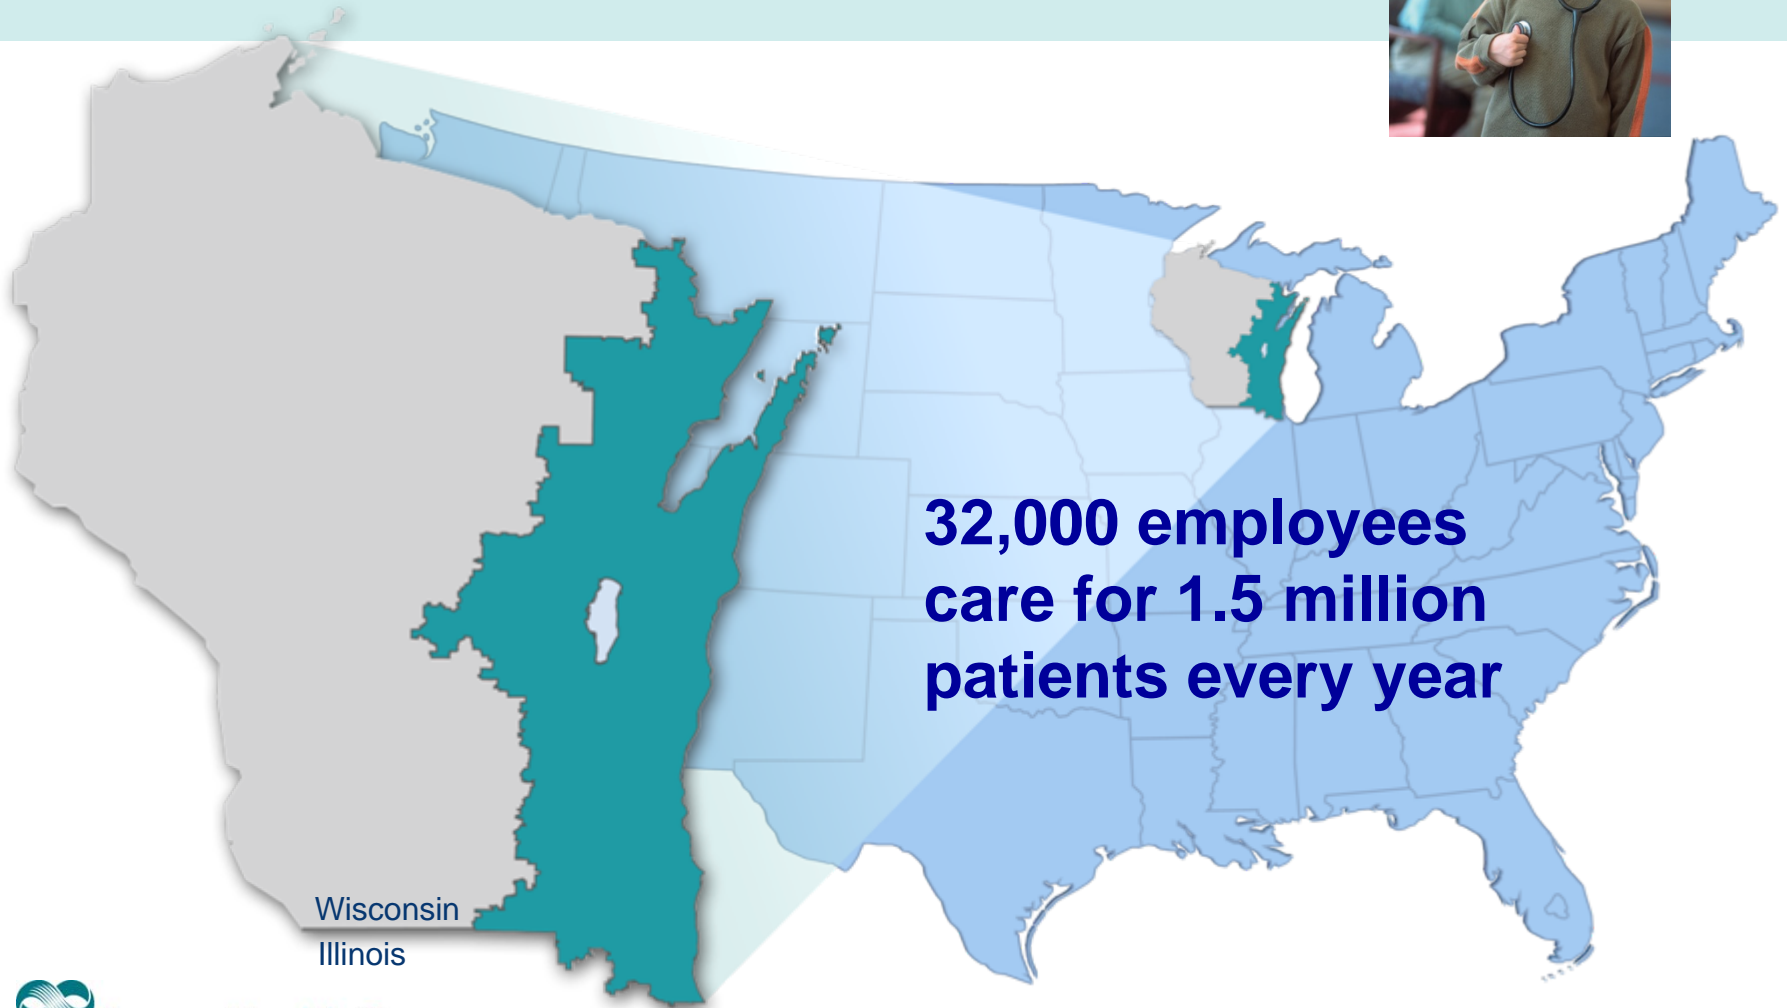 32,000 employees
care for 1.5 million
patients every year
Wisconsin
Illinois